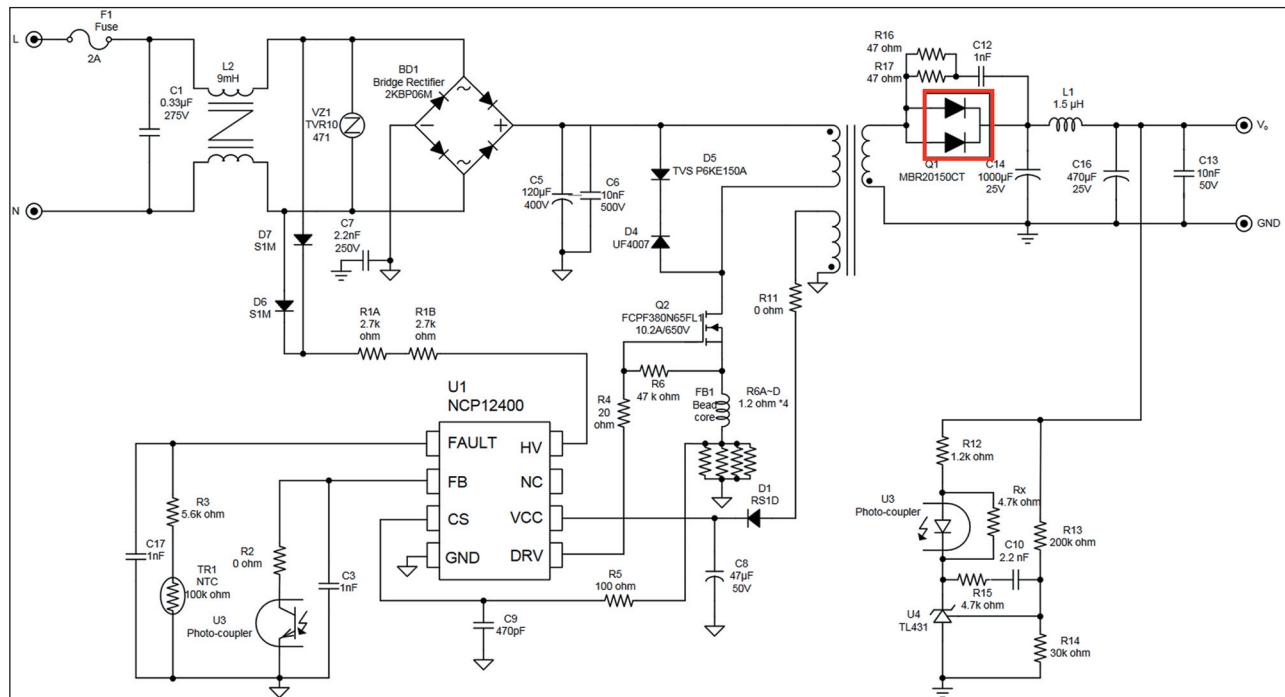 F1
Fuse
L
2A
L2
9mH
C1
0.33µF
275V
N
VZ1
TVR10
471
BD1
Bridge Rectifier
2KBP06M
C7
2.2nF
250V
D7
S1M
D6
S1M
C5
120µF
400V
C6
10nF
500V
D5
TVS P6KE150A
D4
UF4007
R16
47 ohm
R17
47 ohm
C12
1nF
Q1
MBR20150CT
L1
1.5 µH
C14
1000µF
25V
C16
470µF
25V
C13
10nF
50V
Vo
GND
R1A
2.7k
ohm
R1B
2.7k
ohm
Q2
FCPF380N65FL1
10.2A/650V
R11
0 ohm
R6
47 k ohm
R4
20
ohm
FB1
Bead
core
R6A~D
1.2 ohm *4
U1
NCP12400
FAULT
FB
CS
GND
HV
NC
VCC
DRV
D1
RS1D
C8
47µF
50V
R5
100 ohm
C9
470pF
R3
5.6k ohm
C17
1nF
TR1
NTC
100k ohm
R2
0 ohm
C3
1nF
U3
Photo-coupler
R12
1.2k ohm
U3
Photo-coupler
Rx
4.7k ohm
C10
2.2 nF
R13
200k ohm
R15
4.7k ohm
U4
TL431
R14
30k ohm